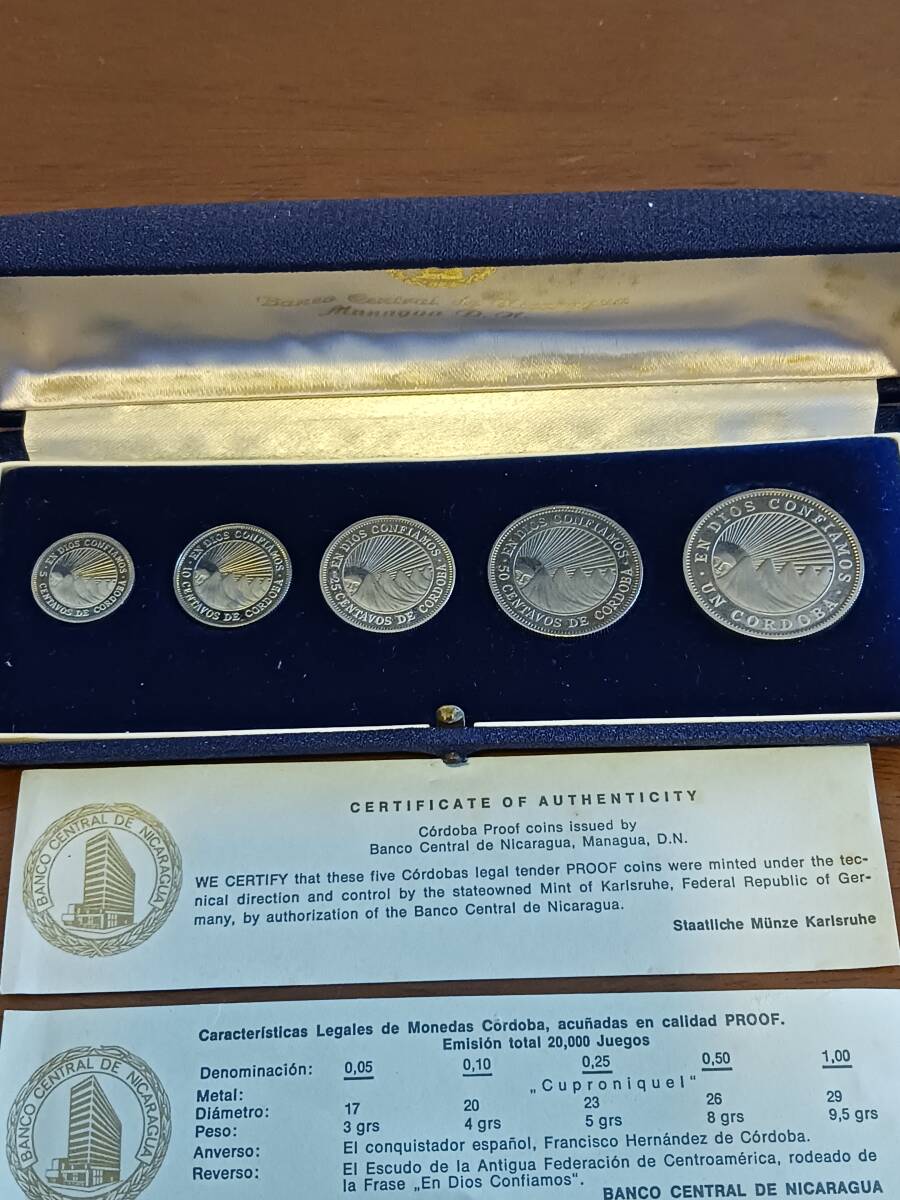 Banco Central de Nicaragua
Managua D.N.
· EN DIOS CONFIAMOS ·
5 CENTAVOS DE CORDOBA
· EN DIOS CONFIAMOS ·
10 CENTAVOS DE CORDOBA
· EN DIOS CONFIAMOS ·
25 CENTAVOS DE CORDOBA
· EN DIOS CONFIAMOS ·
50 CENTAVOS DE CORDOBA
· EN DIOS CONFIAMOS ·
UN CORDOBA
BANCO CENTRAL DE NICARAGUA
CERTIFICATE OF AUTHENTICITY
Córdoba Proof coins issued by
Banco Central de Nicaragua, Managua, D.N.
WE CERTIFY that these five Córdobas legal tender PROOF coins were minted under the tec-
nical direction and control by the stateowned Mint of Karlsruhe, Federal Republic of Ger-
many, by authorization of the Banco Central de Nicaragua.
Staatliche Münze Karlsruhe
BANCO CENTRAL DE NICARAGUA
Características Legales de Monedas Córdoba, acuñadas en calidad PROOF.
Emisión total 20,000 Juegos
Denominación: 0,05 0,10 0,25 0,50 1,00
Metal: „Cuproniquel“
Diámetro: 17 20 23 26 29
Peso: 3 grs 4 grs 5 grs 8 grs 9,5 grs
Anverso: El conquistador español, Francisco Hernández de Córdoba.
Reverso: El Escudo de la Antigua Federación de Centroamérica, rodeado de
la Frase „En Dios Confiamos“.
BANCO CENTRAL DE NICARAGUA